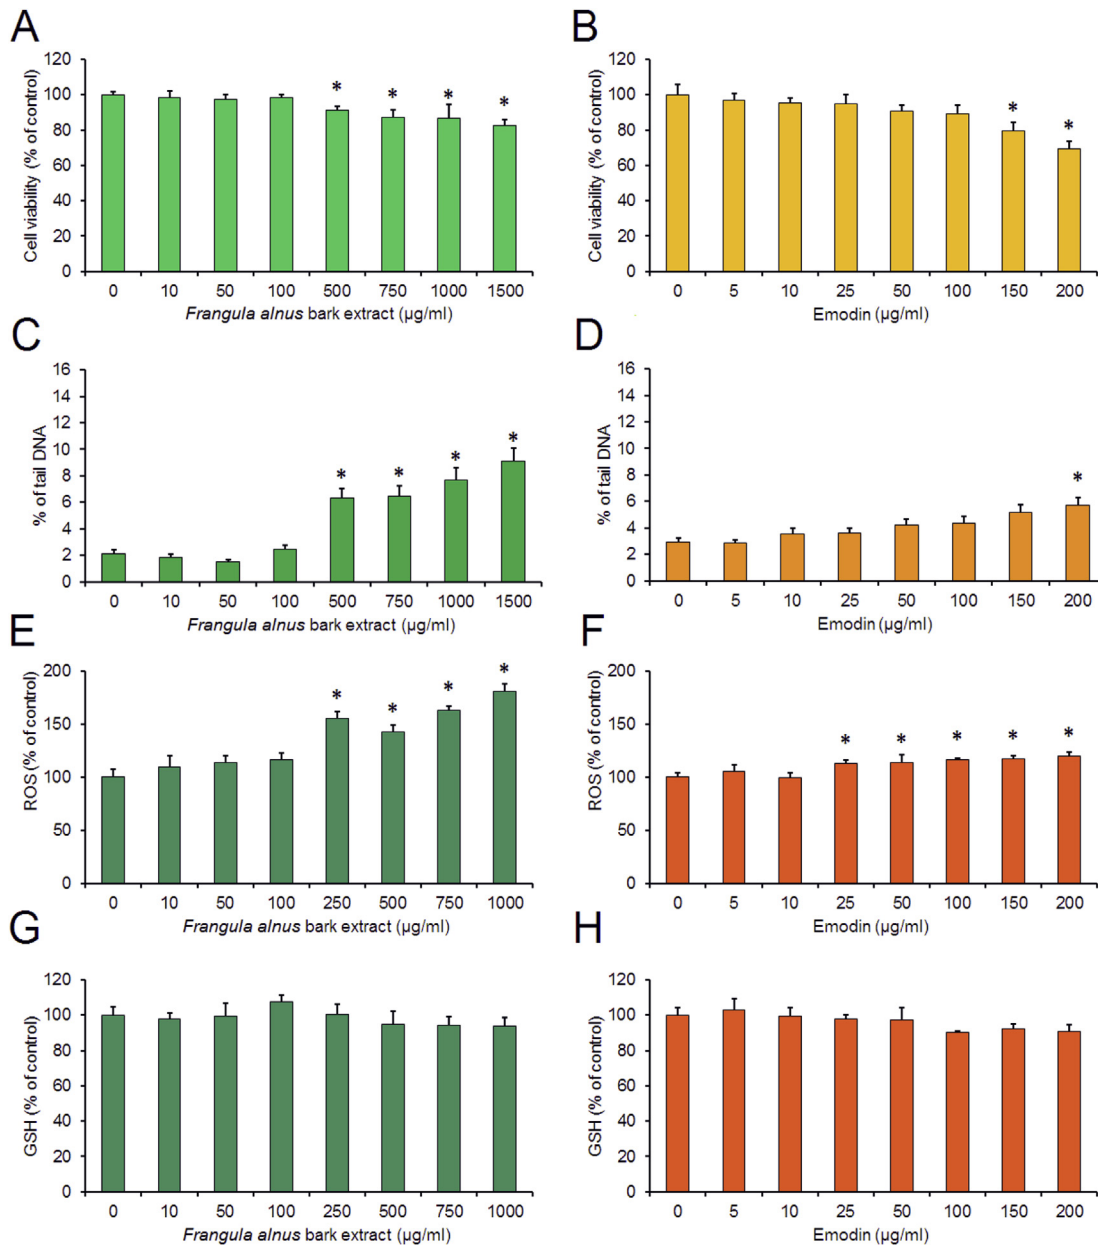 A
Cell viability (% of control)
120
100
80
60
40
20
0
* * * *
0 10 50 100 500 750 1000 1500
Frangula alnus bark extract (µg/ml)
B
Cell viability (% of control)
120
100
80
60
40
20
0
* *
0 5 10 25 50 100 150 200
Emodin (µg/ml)
C
% of tail DNA
16
14
12
10
8
6
4
2
0
* * * *
0 10 50 100 500 750 1000 1500
Frangula alnus bark extract (µg/ml)
D
% of tail DNA
16
14
12
10
8
6
4
2
0
*
0 5 10 25 50 100 150 200
Emodin (µg/ml)
E
ROS (% of control)
200
150
100
50
0
* * * *
0 10 50 100 250 500 750 1000
Frangula alnus bark extract (µg/ml)
F
ROS (% of control)
200
150
100
50
0
* * * * *
0 5 10 25 50 100 150 200
Emodin (µg/ml)
G
GSH (% of control)
120
100
80
60
40
20
0
0 10 50 100 250 500 750 1000
Frangula alnus bark extract (µg/ml)
H
GSH (% of control)
120
100
80
60
40
20
0
0 5 10 25 50 100 150 200
Emodin (µg/ml)